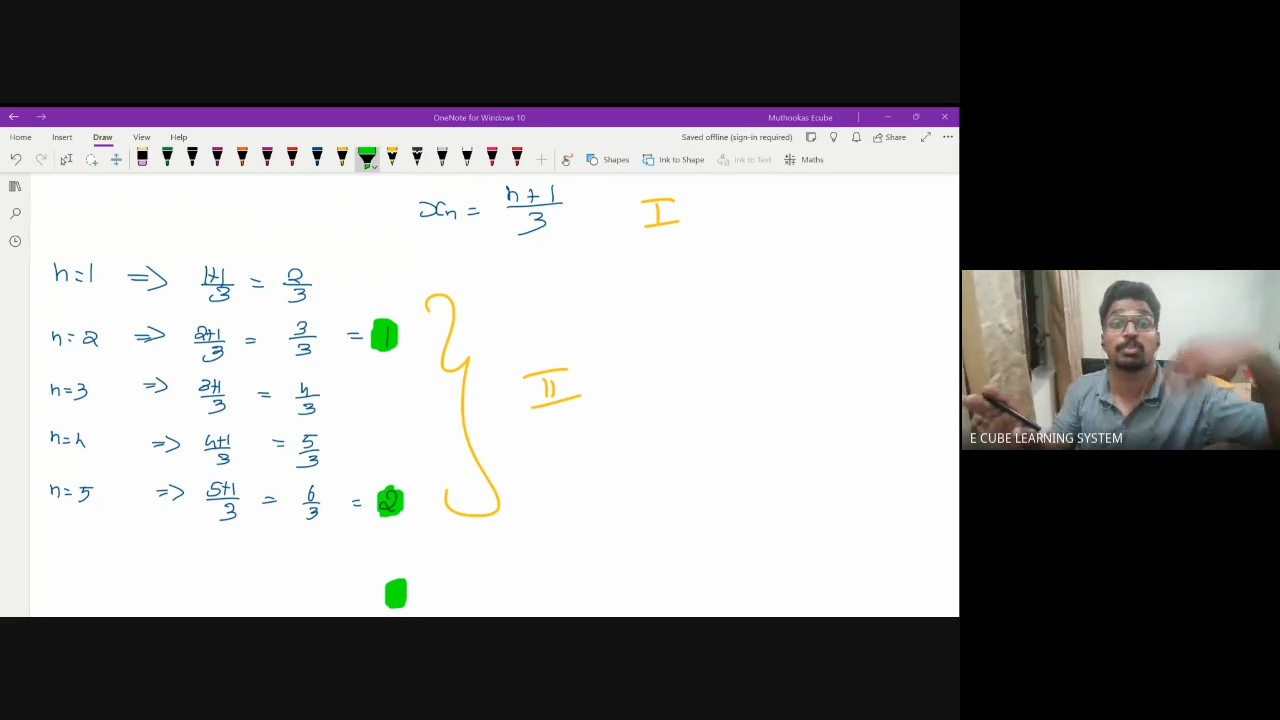 OneNote for Windows 10
Muthookas Ecube
Home Insert Draw View Help
Saved offline (sign-in required)
Share
Shapes
Ink to Shape
Ink to Text
Maths
xn = n+1/3 I
n=1 => 1+1/3 = 2/3
n=2 => 2+1/3 = 3/3 = 1
n=3 => 3+1/3 = 4/3
II
n=4 => 4+1/3 = 5/3
n=5 => 5+1/3 = 6/3 = 2
E CUBE LEARNING SYSTEM